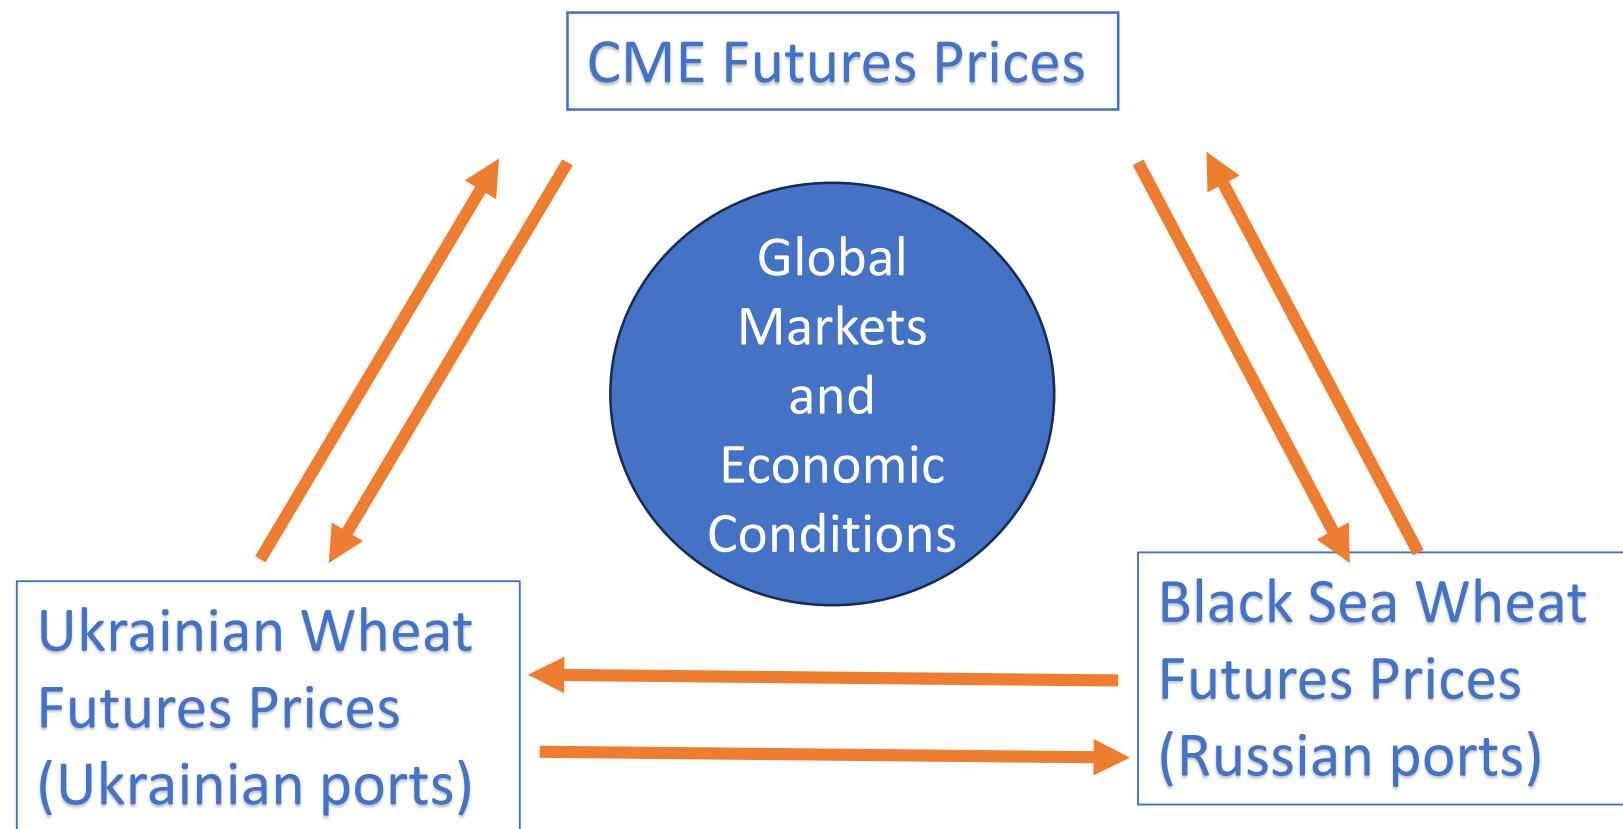 CME Futures Prices
Global
Markets
and
Economic
Conditions
Ukrainian Wheat
Futures Prices
(Ukrainian ports)
Black Sea Wheat
Futures Prices
(Russian ports)